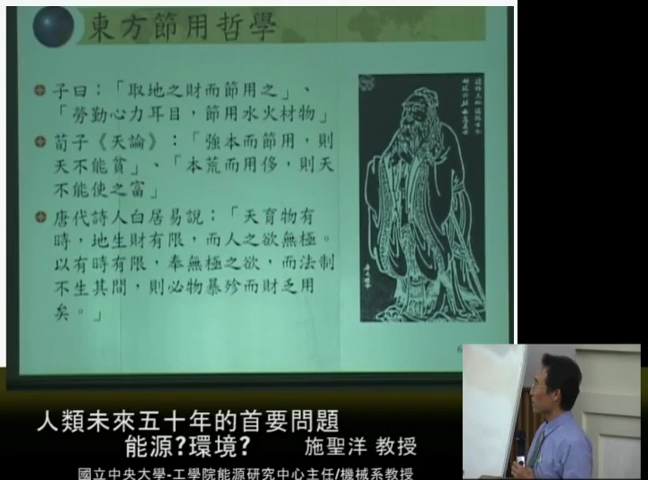 東方節用哲學
子曰：「取地之財而節用之」、
「勞勤心力耳目，節用水火材物」
荀子《天論》：「強本而節用，則
天不能貧」、「本荒而用侈，則天
不能使之富」
唐代詩人白居易說：「天育物有
時，地生財有限，而人之欲無極。
以有時有限，奉無極之欲，而法制
不生其間，則必物暴殄而財乏用
矣。」
6
人類未來五十年的首要問題
能源?環境?
施聖洋 教授
國立中央大學-工學院能源研究中心主任/機械系教授